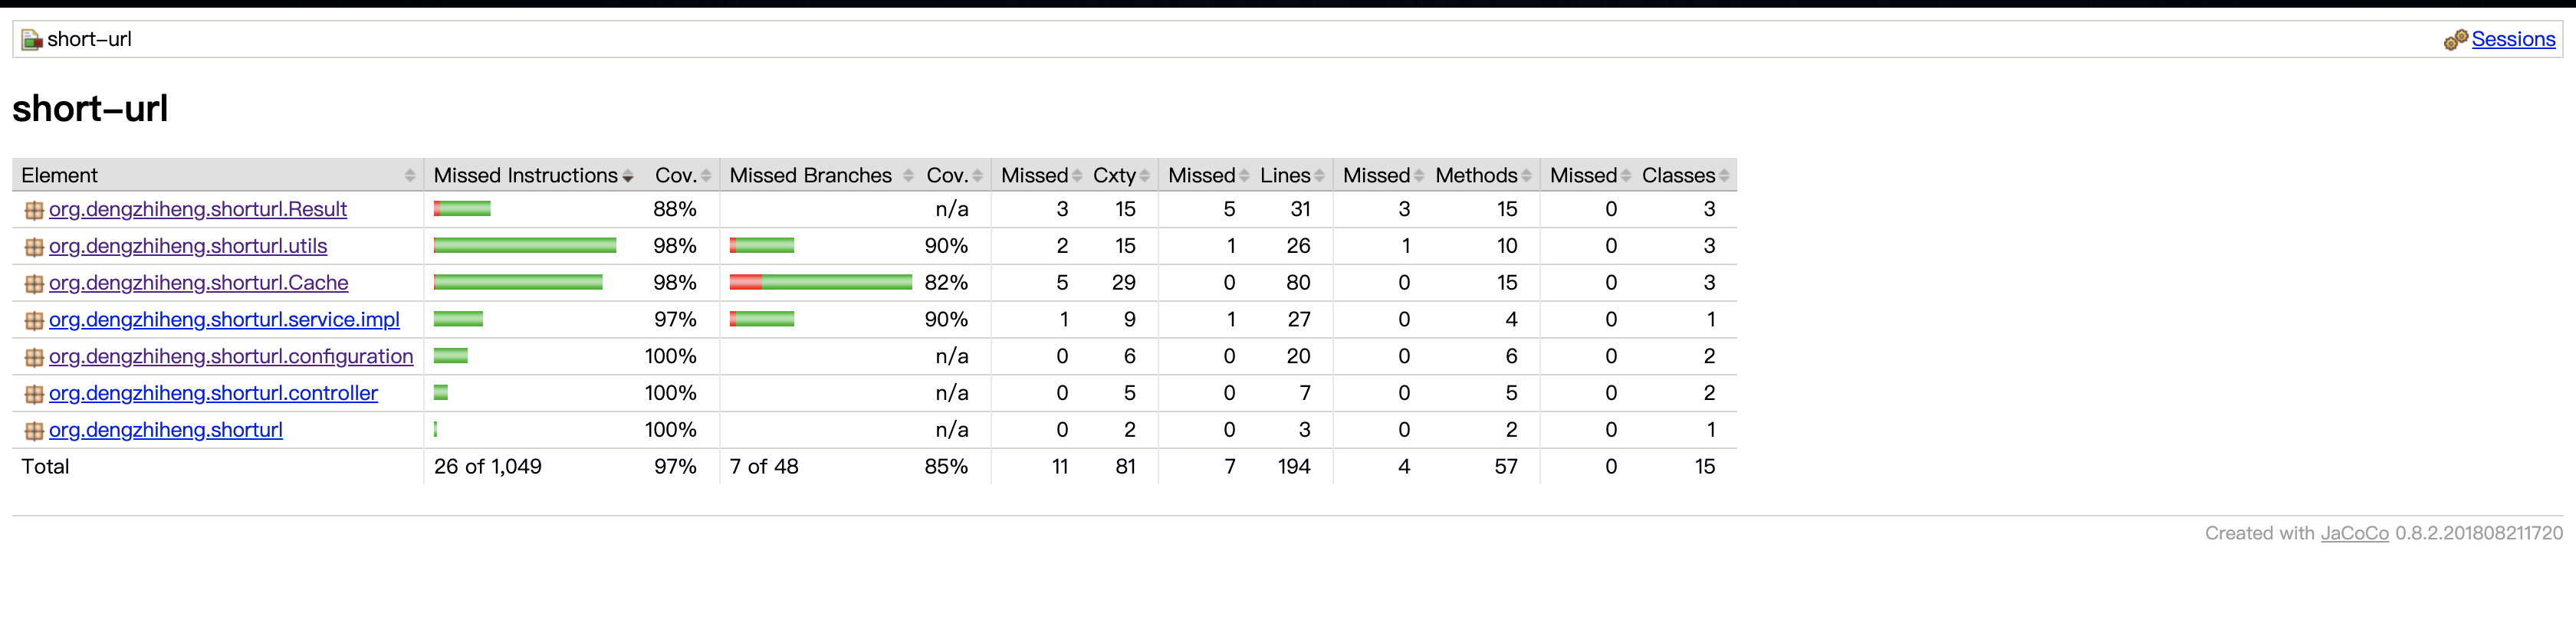 short-url Sessions
short-url
Element Missed Instructions Cov. Missed Branches Cov. Missed Cxty Missed Lines Missed Methods Missed Classes
org.dengzhiheng.shorturl.Result 88% n/a 3 15 5 31 3 15 0 3
org.dengzhiheng.shorturl.utils 98% 90% 2 15 1 26 1 10 0 3
org.dengzhiheng.shorturl.Cache 98% 82% 5 29 0 80 0 15 0 3
org.dengzhiheng.shorturl.service.impl 97% 90% 1 9 1 27 0 4 0 1
org.dengzhiheng.shorturl.configuration 100% n/a 0 6 0 20 0 6 0 2
org.dengzhiheng.shorturl.controller 100% n/a 0 5 0 7 0 5 0 2
org.dengzhiheng.shorturl 100% n/a 0 2 0 3 0 2 0 1
Total 26 of 1,049 97% 7 of 48 85% 11 81 7 194 4 57 0 15
Created with JaCoCo 0.8.2.201808211720